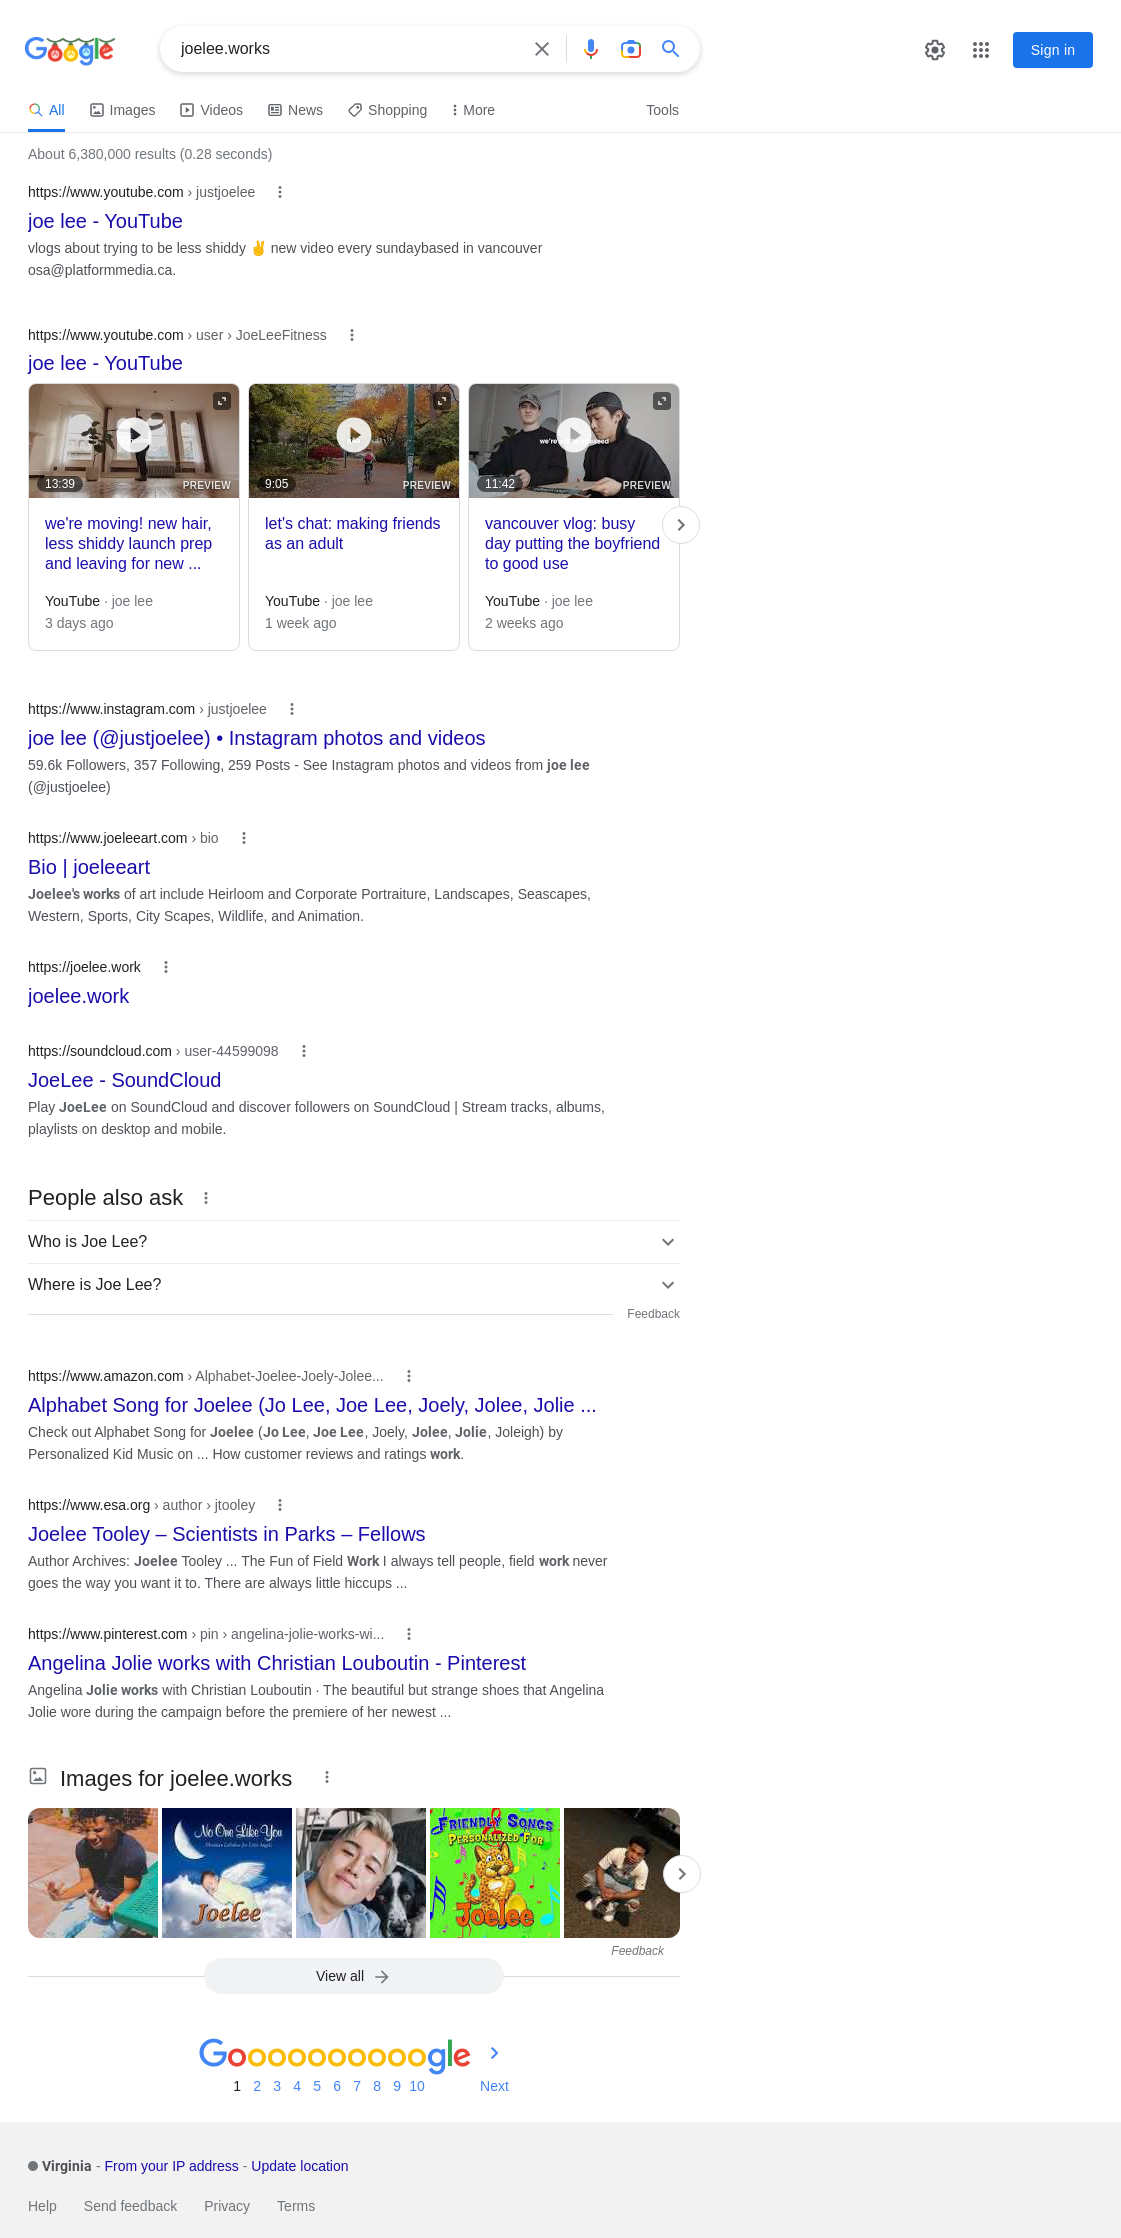 Google
joelee.works
Sign in
All
Images
Videos
News
Shopping
More
Tools
About 6,380,000 results (0.28 seconds)
https://www.youtube.com › justjoelee
joe lee - YouTube
vlogs about trying to be less shiddy ✌ new video every sundaybased in vancouver
osa@platformmedia.ca.
https://www.youtube.com › user › JoeLeeFitness
joe lee - YouTube
13:39 PREVIEW
we're moving! new hair,
less shiddy launch prep
and leaving for new ...
YouTube · joe lee
3 days ago
9:05 PREVIEW
let's chat: making friends
as an adult
YouTube · joe lee
1 week ago
11:42 PREVIEW
vancouver vlog: busy
day putting the boyfriend
to good use
YouTube · joe lee
2 weeks ago
https://www.instagram.com › justjoelee
joe lee (@justjoelee) • Instagram photos and videos
59.6k Followers, 357 Following, 259 Posts - See Instagram photos and videos from joe lee
(@justjoelee)
https://www.joeleeart.com › bio
Bio | joeleeart
Joelee's works of art include Heirloom and Corporate Portraiture, Landscapes, Seascapes,
Western, Sports, City Scapes, Wildlife, and Animation.
https://joelee.work
joelee.work
https://soundcloud.com › user-44599098
JoeLee - SoundCloud
Play JoeLee on SoundCloud and discover followers on SoundCloud | Stream tracks, albums,
playlists on desktop and mobile.
People also ask
Who is Joe Lee?
Where is Joe Lee?
Feedback
https://www.amazon.com › Alphabet-Joelee-Joely-Jolee...
Alphabet Song for Joelee (Jo Lee, Joe Lee, Joely, Jolee, Jolie ...
Check out Alphabet Song for Joelee (Jo Lee, Joe Lee, Joely, Jolee, Jolie, Joleigh) by
Personalized Kid Music on ... How customer reviews and ratings work.
https://www.esa.org › author › jtooley
Joelee Tooley – Scientists in Parks – Fellows
Author Archives: Joelee Tooley ... The Fun of Field Work I always tell people, field work never
goes the way you want it to. There are always little hiccups ...
https://www.pinterest.com › pin › angelina-jolie-works-wi...
Angelina Jolie works with Christian Louboutin - Pinterest
Angelina Jolie works with Christian Louboutin · The beautiful but strange shoes that Angelina
Jolie wore during the campaign before the premiere of her newest ...
Images for joelee.works
No One Like You
Joelee
Friendly Songs
Personalized For
Joelee
Feedback
View all
Goooooooooogle
1 2 3 4 5 6 7 8 9 10 Next
Virginia - From your IP address - Update location
Help Send feedback Privacy Terms